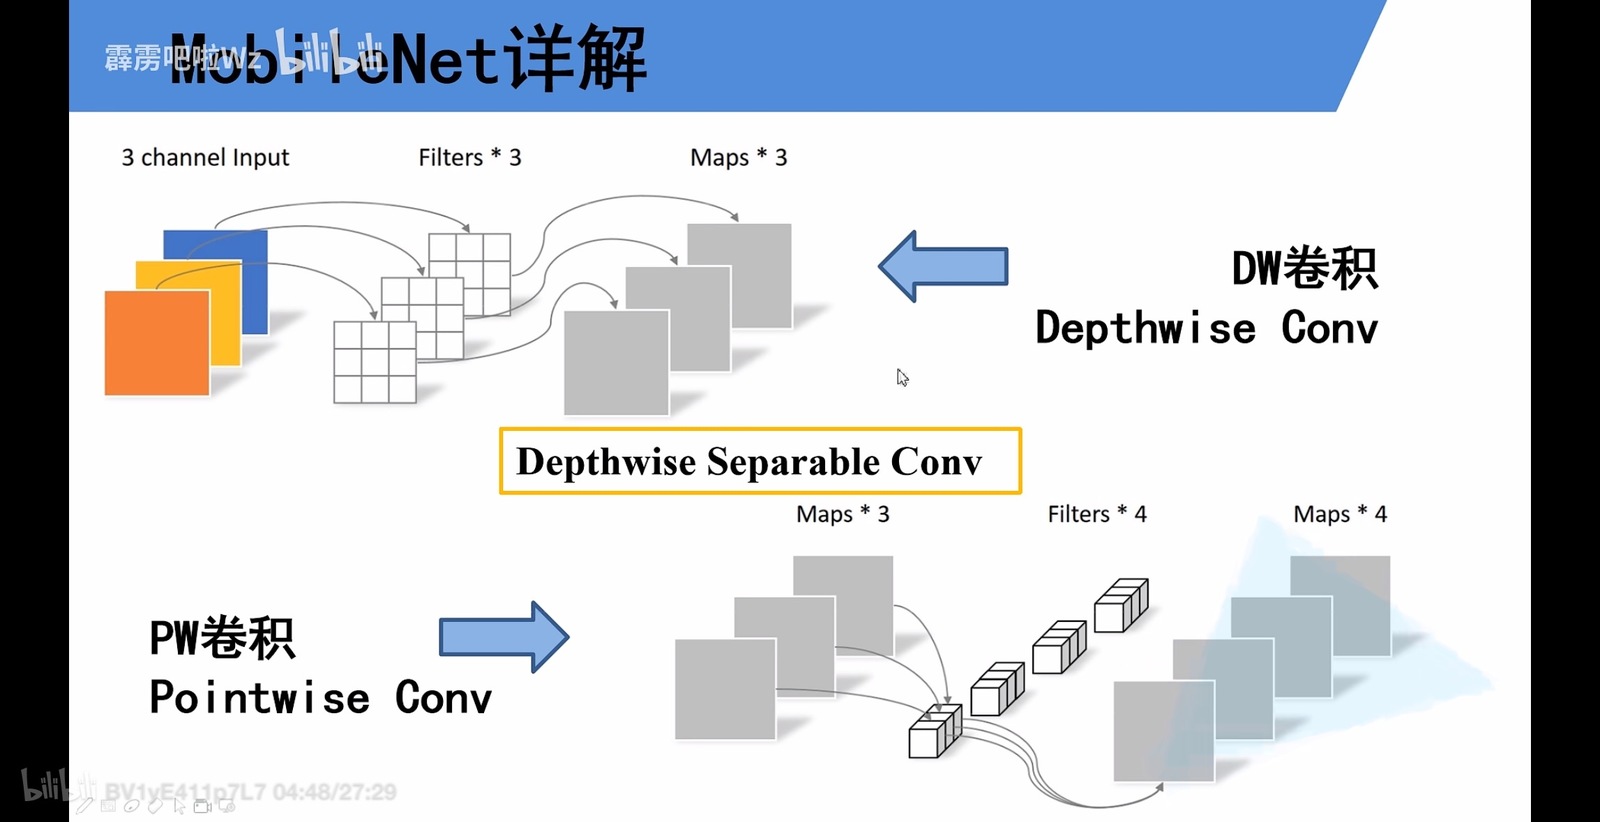 霹雳吧啦Wz bilibili
MobileNet详解
3 channel Input
Filters * 3
Maps * 3
DW卷积
Depthwise Conv
Depthwise Separable Conv
Maps * 3
Filters * 4
Maps * 4
PW卷积
Pointwise Conv
bilibili BV1yE411p7L7 04:48/27:29